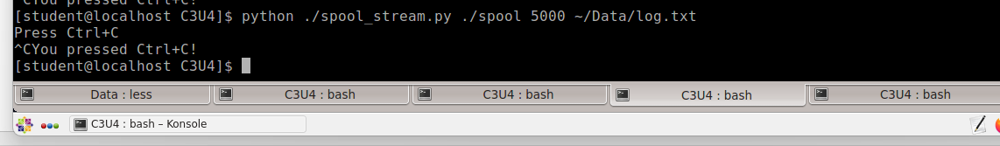 ^CYou pressed Ctrl+C!
[student@localhost C3U4]$ python ./spool_stream.py ./spool 5000 ~/Data/log.txt
Press Ctrl+C
^CYou pressed Ctrl+C!
[student@localhost C3U4]$
Data : less C3U4 : bash C3U4 : bash C3U4 : bash C3U4 : bash
C3U4 : bash – Konsole